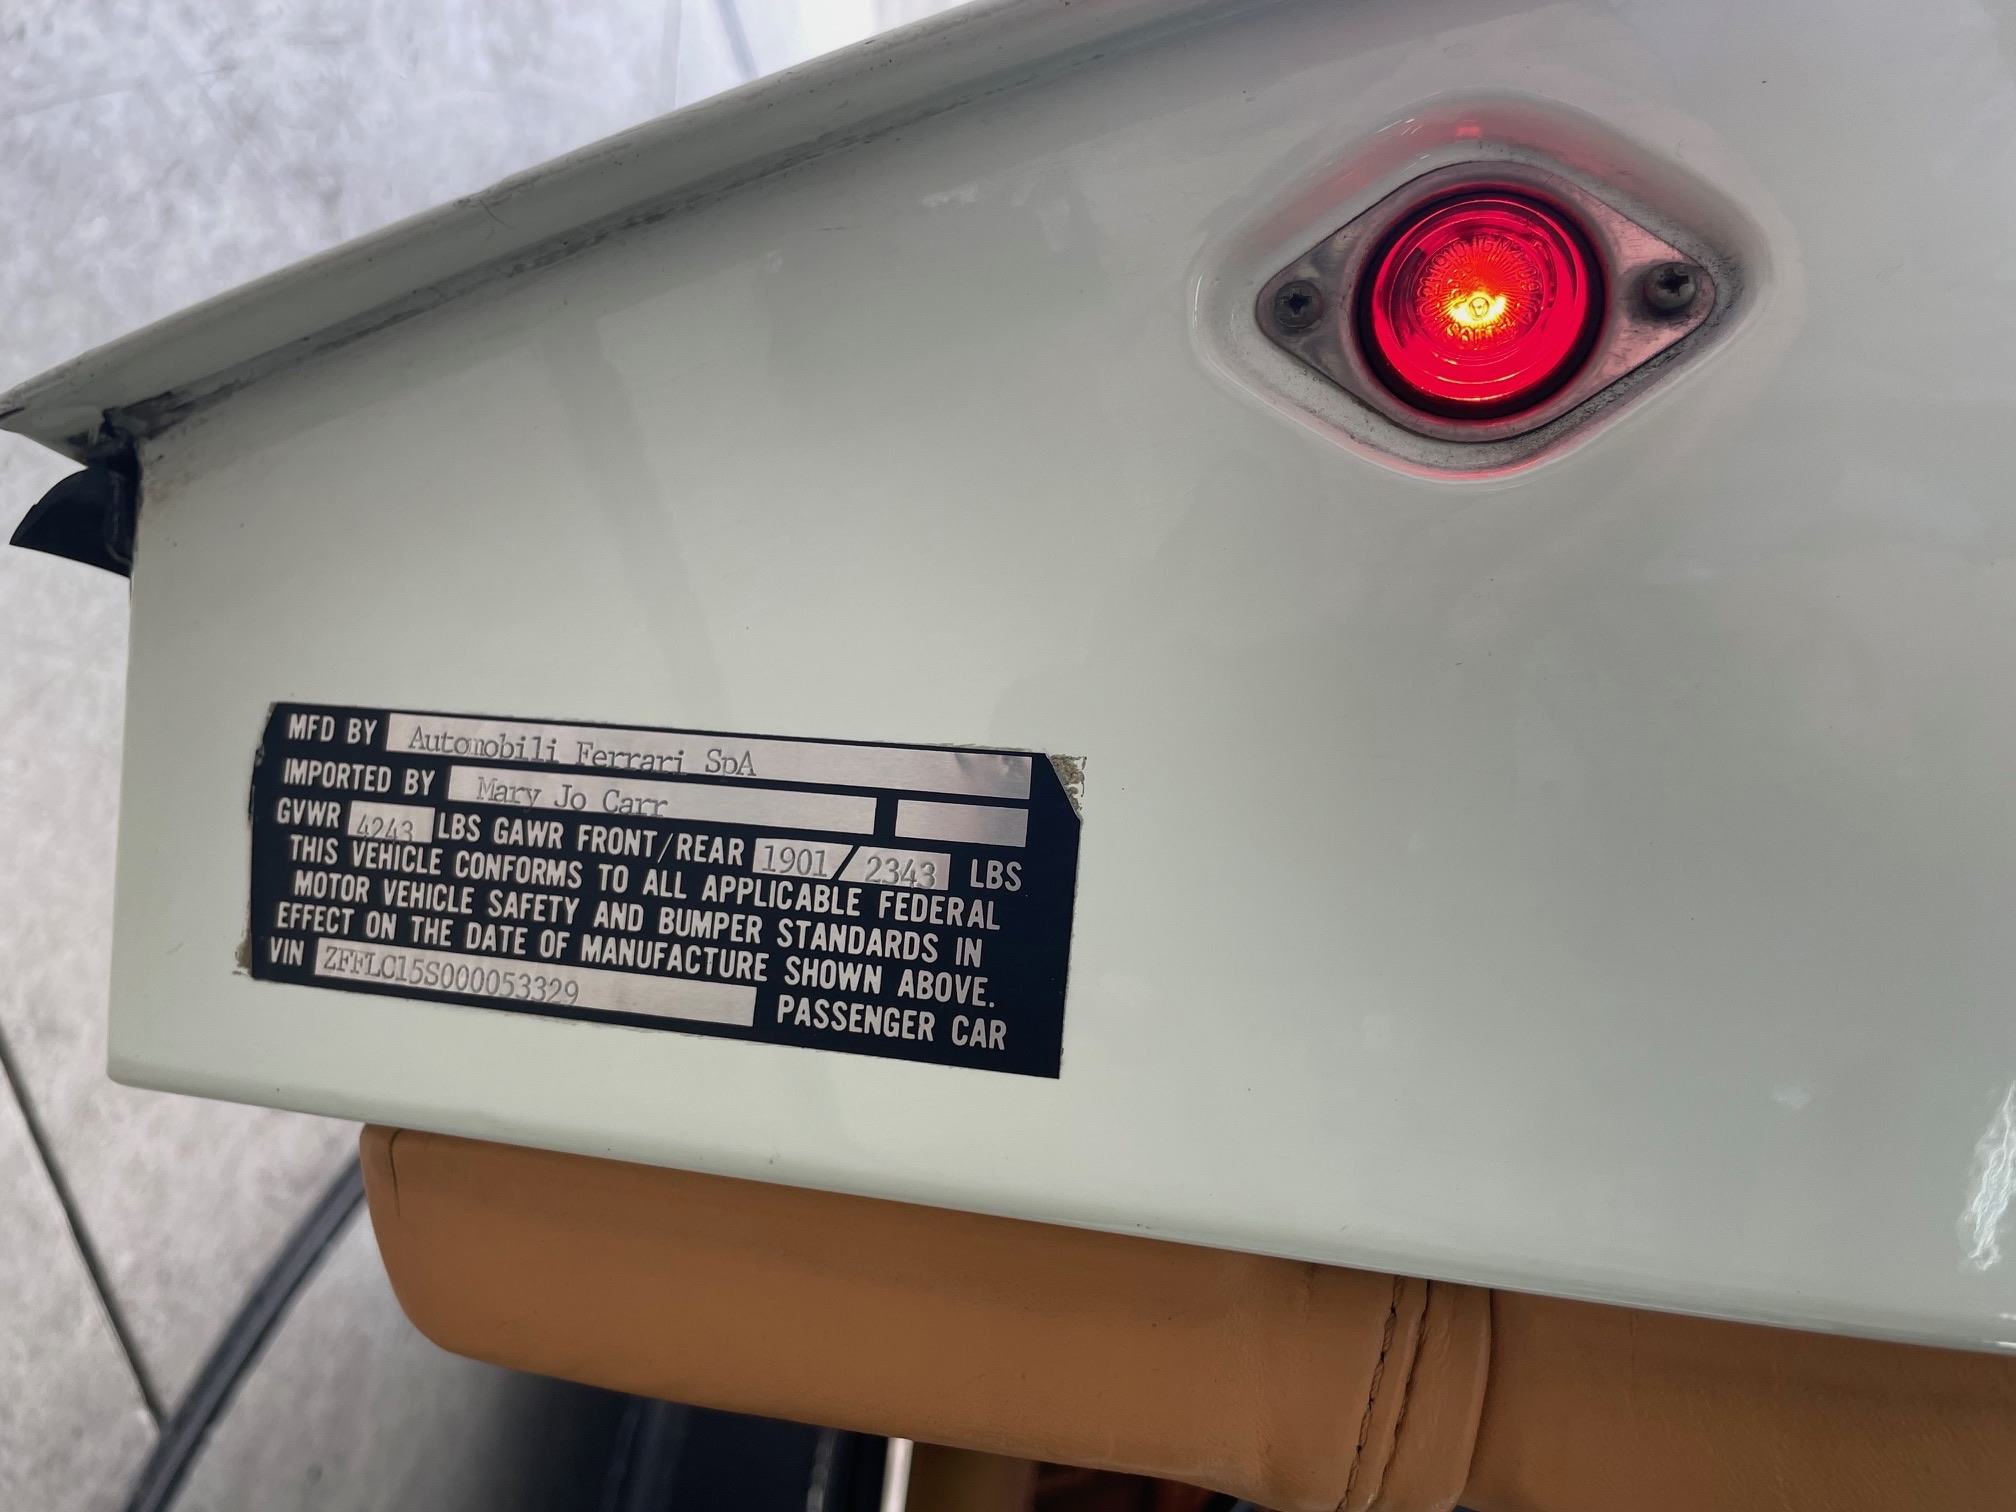 MFD BY Automobili Ferrari SpA
IMPORTED BY Mary Jo Carr
GVWR 4243 LBS GAWR FRONT/REAR 1901/2343 LBS
THIS VEHICLE CONFORMS TO ALL APPLICABLE FEDERAL
MOTOR VEHICLE SAFETY AND BUMPER STANDARDS IN
EFFECT ON THE DATE OF MANUFACTURE SHOWN ABOVE.
VIN ZFFLC15S000053329 PASSENGER CAR